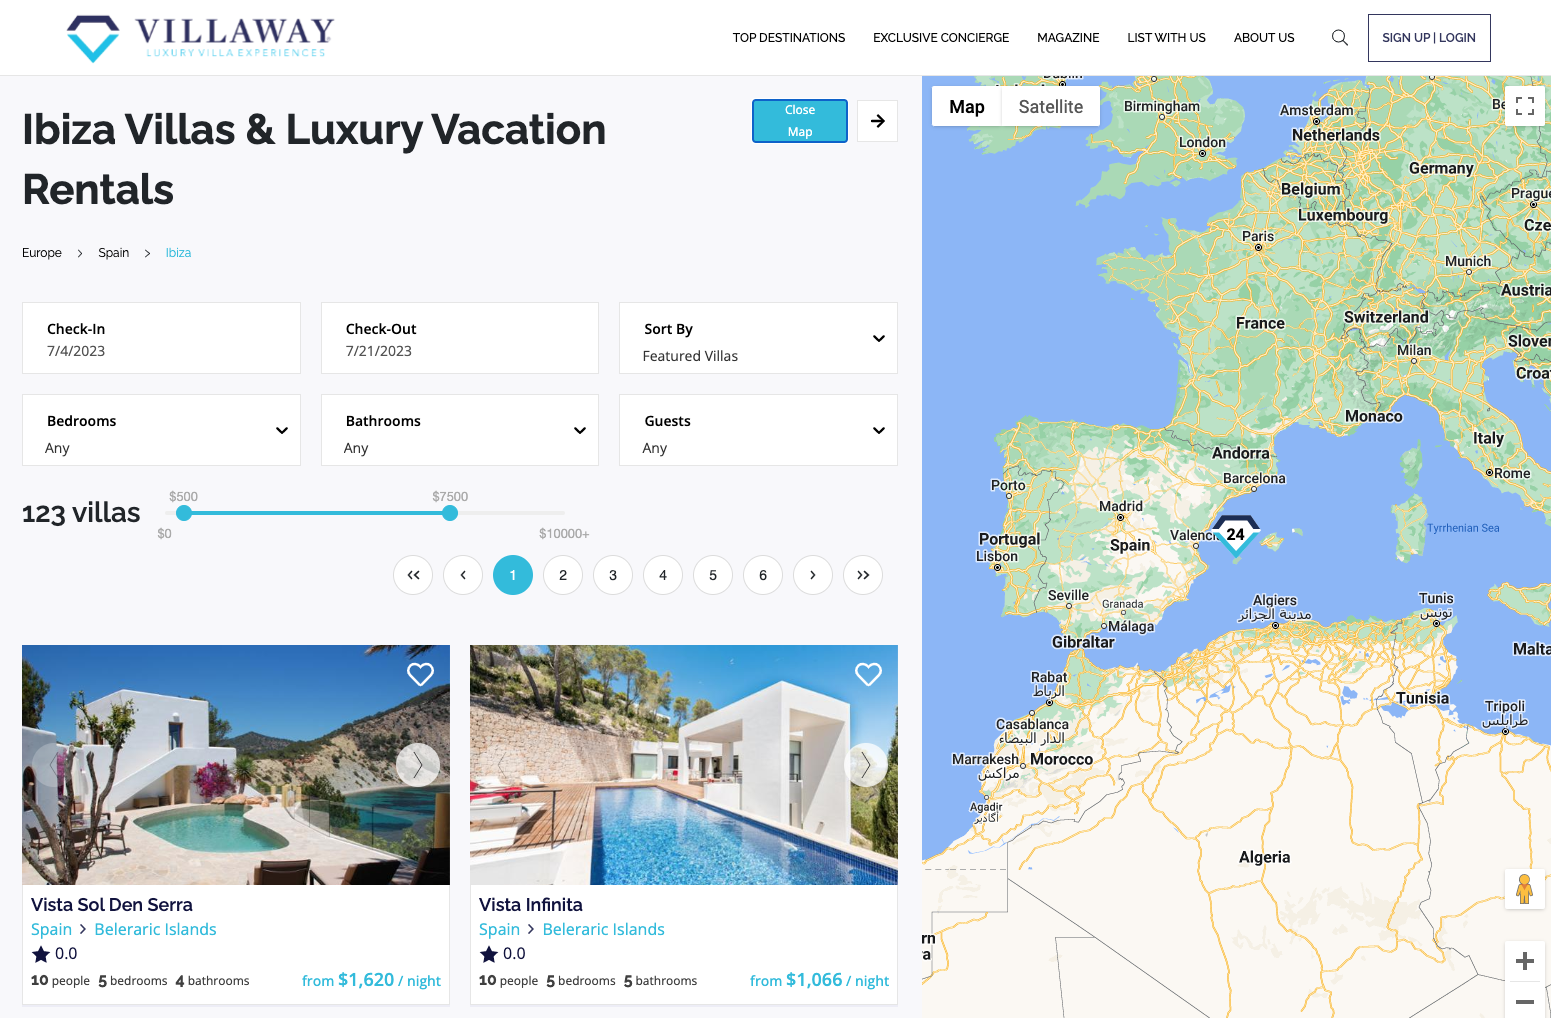 VILLAWAY
LUXURY VILLA EXPERIENCES
TOP DESTINATIONS
EXCLUSIVE CONCIERGE
MAGAZINE
LIST WITH US
ABOUT US
SIGN UP | LOGIN
Ibiza Villas & Luxury Vacation
Rentals
Close
Map
Europe > Spain > Ibiza
Check-In
7/4/2023
Check-Out
7/21/2023
Sort By
Featured Villas
Bedrooms
Any
Bathrooms
Any
Guests
Any
123 villas
$500
$7500
$0
$10000+
<< < 1 2 3 4 5 6 > >>
Vista Sol Den Serra
Spain > Beleraric Islands
0.0
10 people 5 bedrooms 4 bathrooms
from $1,620 / night
Vista Infinita
Spain > Beleraric Islands
0.0
10 people 5 bedrooms 5 bathrooms
from $1,066 / night
Map
Satellite
Dublin
Birmingham
Amsterdam
Be
Netherlands
London
Germany
Belgium
Prague
Luxembourg
Cze
Paris
Munich
Austria
France
Switzerland
Sloven
Milan
Croa
Monaco
Italy
Andorra
Rome
Barcelona
Porto
Madrid
Tyrrhenian Sea
24
Portugal
Spain
Valenc
Lisbon
Seville
Granada
Algiers
مدينة الجزائر
Tunis
تونس
Málaga
Gibraltar
Malta
Rabat
الرباط
Tunisia
Tripoli
طرابلس
Casablanca
الدار البيضاء
Marrakesh
مراكش
Morocco
Agadir
أكادير
Algeria
rn
a